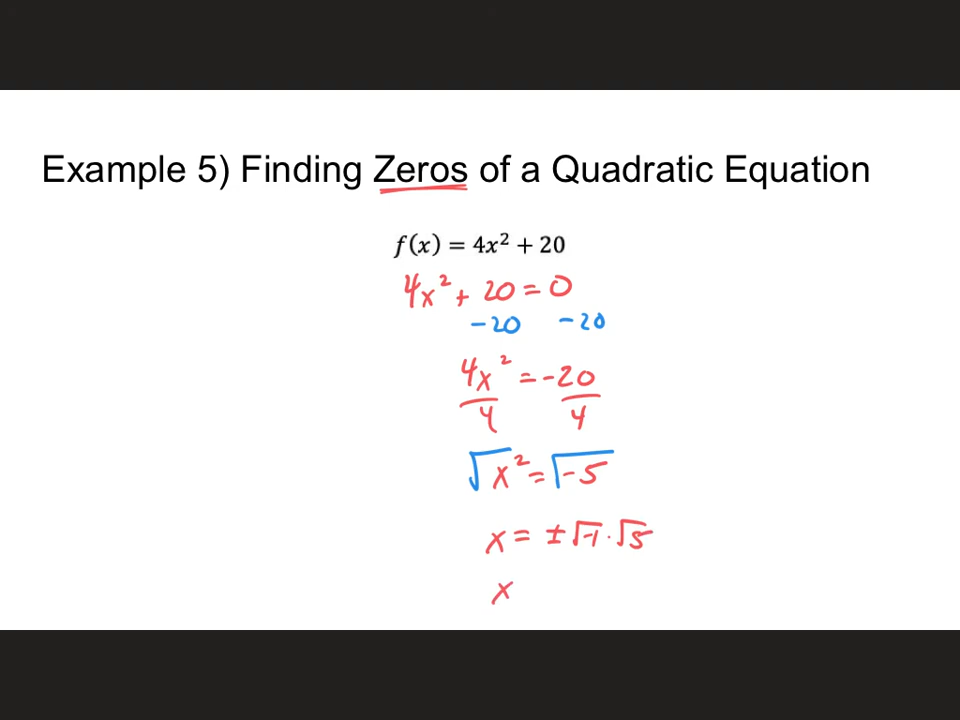 Example 5) Finding Zeros of a Quadratic Equation
f(x) = 4x² + 20
4x² + 20 = 0
-20 -20
4x² = -20
4 4
√x² = √-5
x = ±√-1 · √5
x